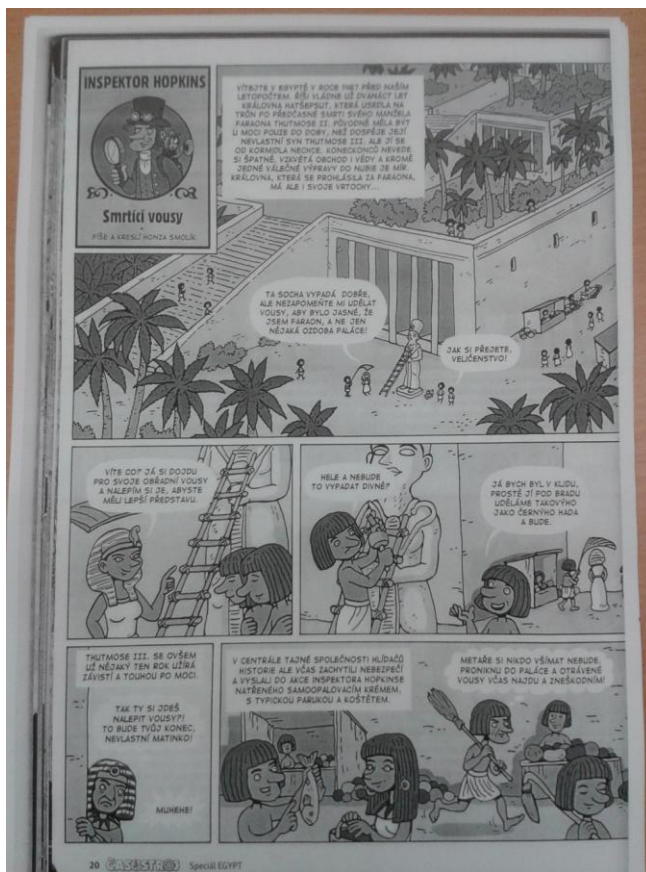 INSPEKTOR HOPKINS
Smrtící vousy
PÍŠE A KRESLÍ HONZA SMOLÍK
VÍTEJTE V EGYPTĚ V ROCE PŘED NAŠÍM
LETOPOČTEM. ŘÍŠI VLÁDNE UŽ DVANÁCT LET
KRÁLOVNA HATŠEPSUT, KTERÁ USEDLA NA
TRŮN PO PŘEDČASNÉ SMRTI SVÉHO MANŽELA
FARAONA THUTMOSE II. PŮVODNĚ MĚLA BÝT
U MOCI POUZE DO DOBY, NEŽ DOSPĚJE JEJÍ
NEVLASTNÍ SYN THUTMOSE III. ALE JÍ SE
OD KORMIDLA NECHCE. KONECKONCŮ NEVEDE
SI ŠPATNĚ, VZKVÉTÁ OBCHOD I VĚDY A KROMĚ
JEDNÉ VÁLEČNÉ VÝPRAVY DO NUBIE JE MÍR.
KRÁLOVNA, KTERÁ SE PROHLÁSILA ZA FARAONA,
MÁ ALE I SVOJE VRTOCHY...
TA SOCHA VYPADÁ DOBŘE,
ALE NEZAPOMEŇTE MI UDĚLAT
VOUSY, ABY BYLO JASNÉ, ŽE
JSEM FARAON, A NE JEN
NĚJAKÁ OZDOBA PALÁCE!
JAK SI PŘEJETE,
VELIČENSTVO!
VÍTE CO? JÁ SI DOJDU
PRO SVOJE OBŘADNÍ VOUSY
A NALEPÍM SI JE, ABYSTE
MĚLI LEPŠÍ PŘEDSTAVU.
HELE A NEBUDE
TO VYPADAT DIVNĚ?
JÁ BYCH BYL V KLIDU,
PROSTĚ JÍ POD BRADU
UDĚLÁME TAKOVÝHO
JAKO ČERNÝHO HADA
A BUDE.
THUTMOSE III. SE OVŠEM
UŽ NĚJAKÝ TEN ROK UŽÍRÁ
ZÁVISTÍ A TOUHOU PO MOCI.
TAK TY SI JDEŠ
NALEPIT VOUSY?!
TO BUDE TVŮJ KONEC,
NEVLASTNÍ MATINKO!
MUHEHE!
V CENTRÁLE TAJNÉ SPOLEČNOSTI HLÍDAČŮ
HISTORIE ALE VČAS ZACHYTILI NEBEZPEČÍ
A VYSLALI DO AKCE INSPEKTORA HOPKINSE
NATŘENÉHO SAMOOPALOVACÍM KRÉMEM,
S TYPICKOU PARUKOU A KOŠTĚTEM.
METAŘE SI NIKDO VŠÍMAT NEBUDE.
PRONIKNU DO PALÁCE A OTRÁVENÉ
VOUSY VČAS NAJDU A ZNEŠKODNÍM!
20 ČASOSTROJ Speciál EGYPT